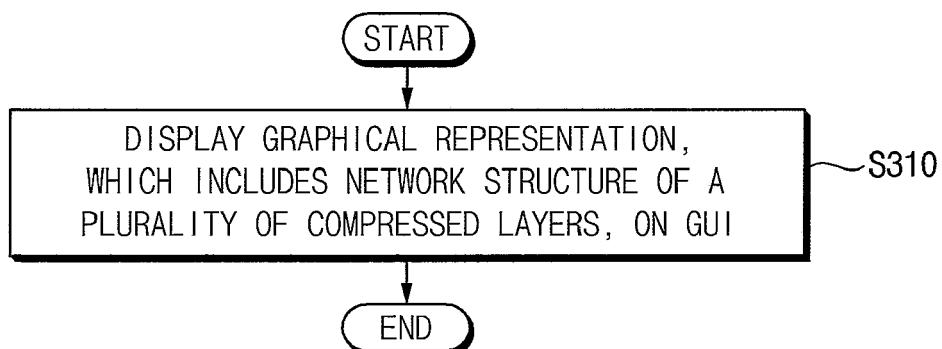 START
DISPLAY GRAPHICAL REPRESENTATION,
WHICH INCLUDES NETWORK STRUCTURE OF A
PLURALITY OF COMPRESSED LAYERS, ON GUI
S310
END